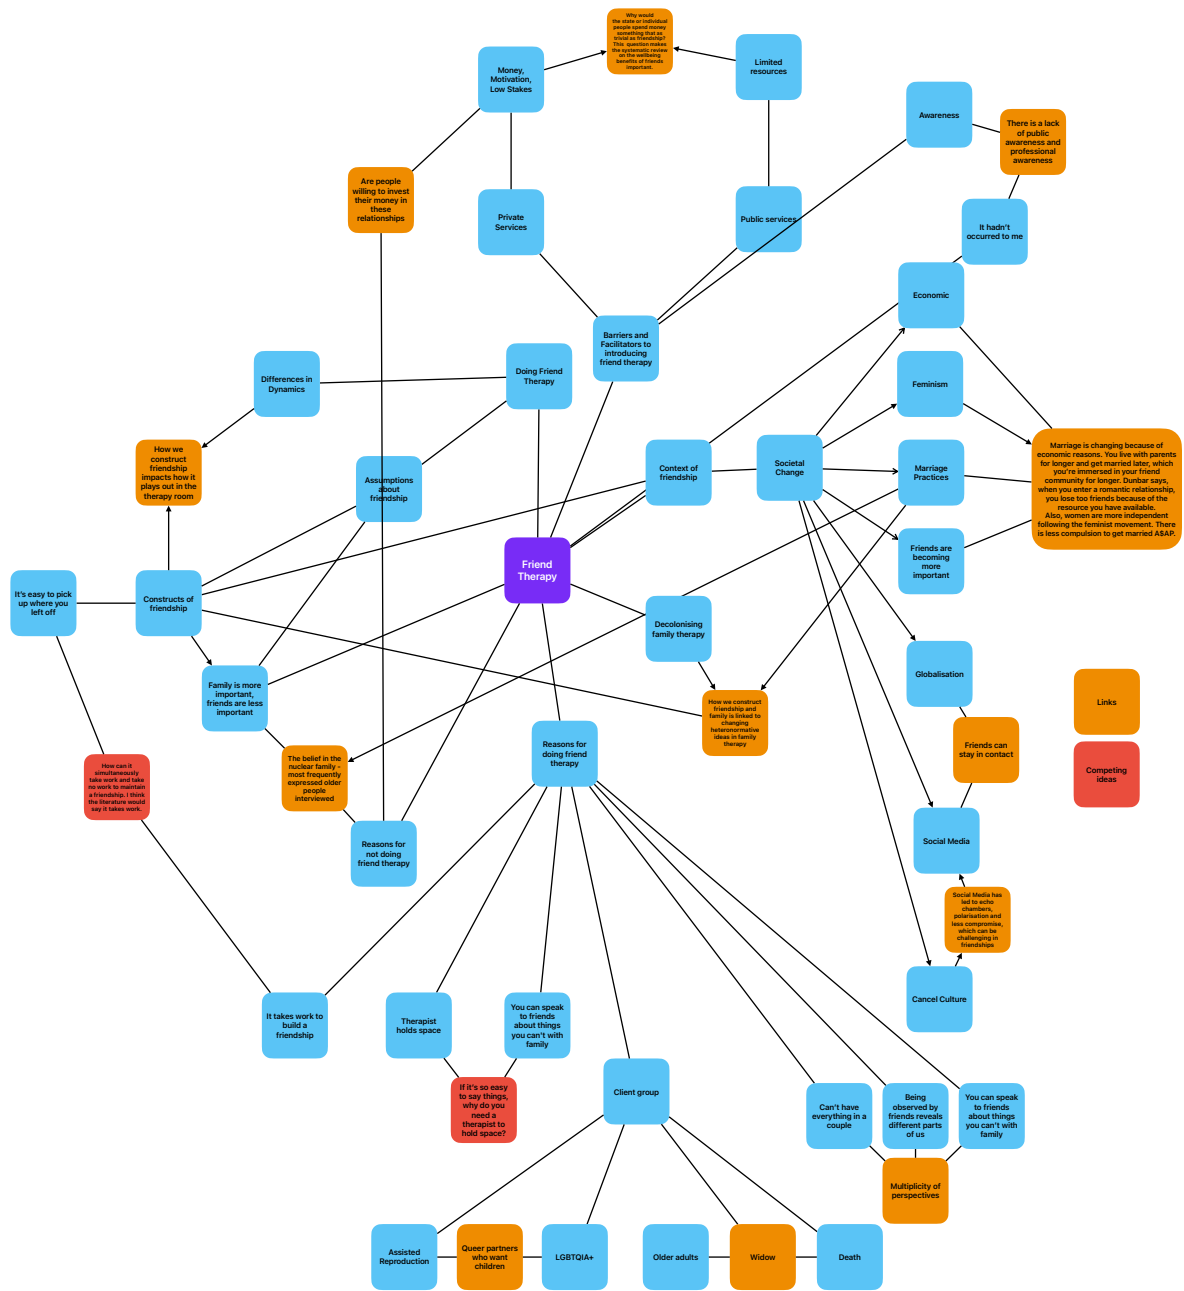 Why would
the state or individual
people spend money
something that as
trivial as friendship?
This question makes
the systematic review
on the wellbeing
benefits of friends
important.
Money,
Motivation,
Low Stakes
Limited
resources
Awareness
There is a lack
of public
awareness and
professional
awareness
Are people
willing to invest
their money in
these
relationships
Private
Services
Public services
It hadn't
occurred to me
Economic
Barriers and
Facilitators to
introducing
friend therapy
Differences in
Dynamics
Doing Friend
Therapy
Feminism
How we
construct
friendship
impacts how it
plays out in the
therapy room
Assumptions
about
friendship
Context of
friendship
Societal
Change
Marriage
Practices
Marriage is changing because of
economic reasons. You live with parents
for longer and get married later, which
you're immersed in your friend
community for longer. Dunbar says,
when you enter a romantic relationship,
you lose too friends because of the
resource you have available.
Also, women are more independent
following the feminist movement. There
is less compulsion to get married ASAP.
Friend
Therapy
Friends are
becoming
more
important
It's easy to pick
up where you
left off
Constructs of
friendship
Decolonising
family therapy
Family is more
important,
friends are less
important
Globalisation
How we construct
friendship and
family is linked to
changing
heteronormative
ideas in family
therapy
Links
Reasons for
doing friend
therapy
Friends can
stay in contact
How can it
simultaneously
take work and take
no work to maintain
a friendship. I think
the literature would
say it takes work.
The belief in the
nuclear family -
most frequently
expressed older
people
interviewed
Competing
ideas
Reasons for
not doing
friend therapy
Social Media
Social Media has
led to echo
chambers,
polarisation and
less compromise,
which can be
challenging in
friendships
Cancel Culture
It takes work to
build a
friendship
Therapist
holds space
You can speak
to friends
about things
you can't with
family
If it's so easy
to say things,
why do you
need a
therapist to
hold space?
Client group
Can't have
everything in a
couple
Being
observed by
friends reveals
different parts
of us
You can speak
to friends
about things
you can't with
family
Multiplicity of
perspectives
Assisted
Reproduction
Queer partners
who want
children
LGBTQIA+
Older adults
Widow
Death